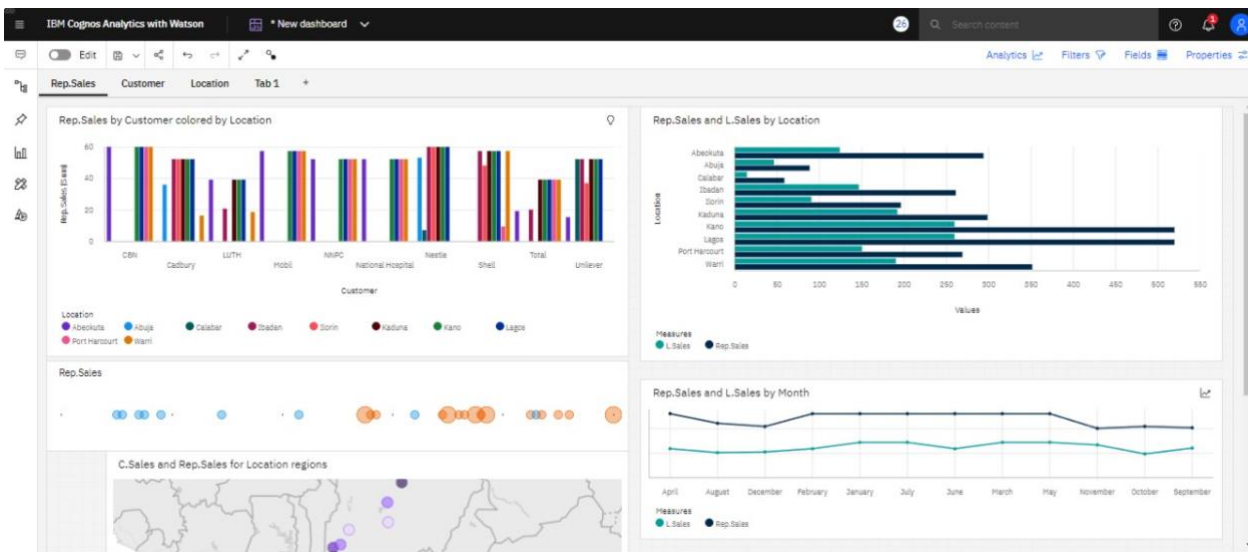 IBM Cognos Analytics with Watson
* New dashboard
26
Search content
Edit
Analytics
Filters
Fields
Properties
Rep.Sales
Customer
Location
Tab 1
+
Rep.Sales by Customer colored by Location
Rep.Sales (Sum)
60
40
20
0
CBN
Cadbury
LUTH
Mobil
NNPC
National Hospital
Nestle
Shell
Total
Unilever
Customer
Location
Abeokuta
Abuja
Calabar
Ibadan
Ilorin
Kaduna
Kano
Lagos
Port Harcourt
Warri
Rep.Sales and L.Sales by Location
Location
Abeokuta
Abuja
Calabar
Ibadan
Ilorin
Kaduna
Kano
Lagos
Port Harcourt
Warri
0
50
100
150
200
250
300
350
400
450
500
550
Values
Measures
L.Sales
Rep.Sales
Rep.Sales
Rep.Sales and L.Sales by Month
April
August
December
February
January
July
June
March
May
November
October
September
Measures
L.Sales
Rep.Sales
C.Sales and Rep.Sales for Location regions